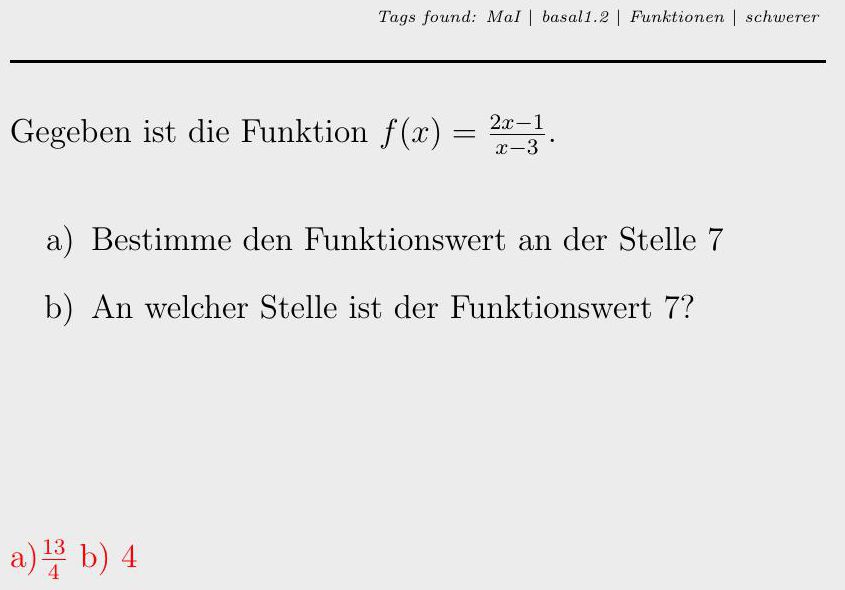 Tags found: MaI | basal1.2 | Funktionen | schwerer
Gegeben ist die Funktion f(x) = \frac{2x-1}{x-3}.
a) Bestimme den Funktionswert an der Stelle 7
b) An welcher Stelle ist der Funktionswert 7?
a)\frac{13}{4} b) 4